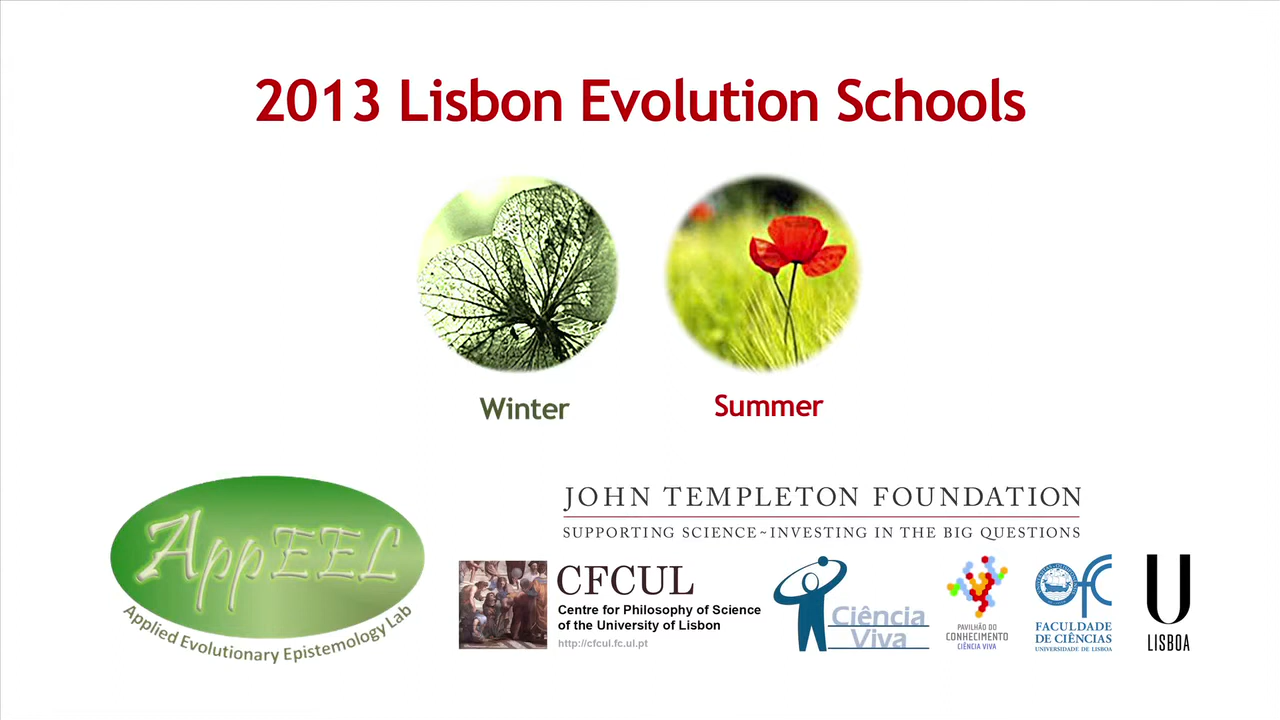 2013 Lisbon Evolution Schools
Winter
Summer
AppEEL
Applied Evolutionary Epistemology Lab
JOHN TEMPLETON FOUNDATION
SUPPORTING SCIENCE~INVESTING IN THE BIG QUESTIONS
CFCUL
Centre for Philosophy of Science
of the University of Lisbon
http://cfcul.fc.ul.pt
Ciência
Viva
PAVILHÃO DO
CONHECIMENTO
CIÊNCIA VIVA
fC
FACULDADE
DE CIÊNCIAS
UNIVERSIDADE DE LISBOA
U
LISBOA